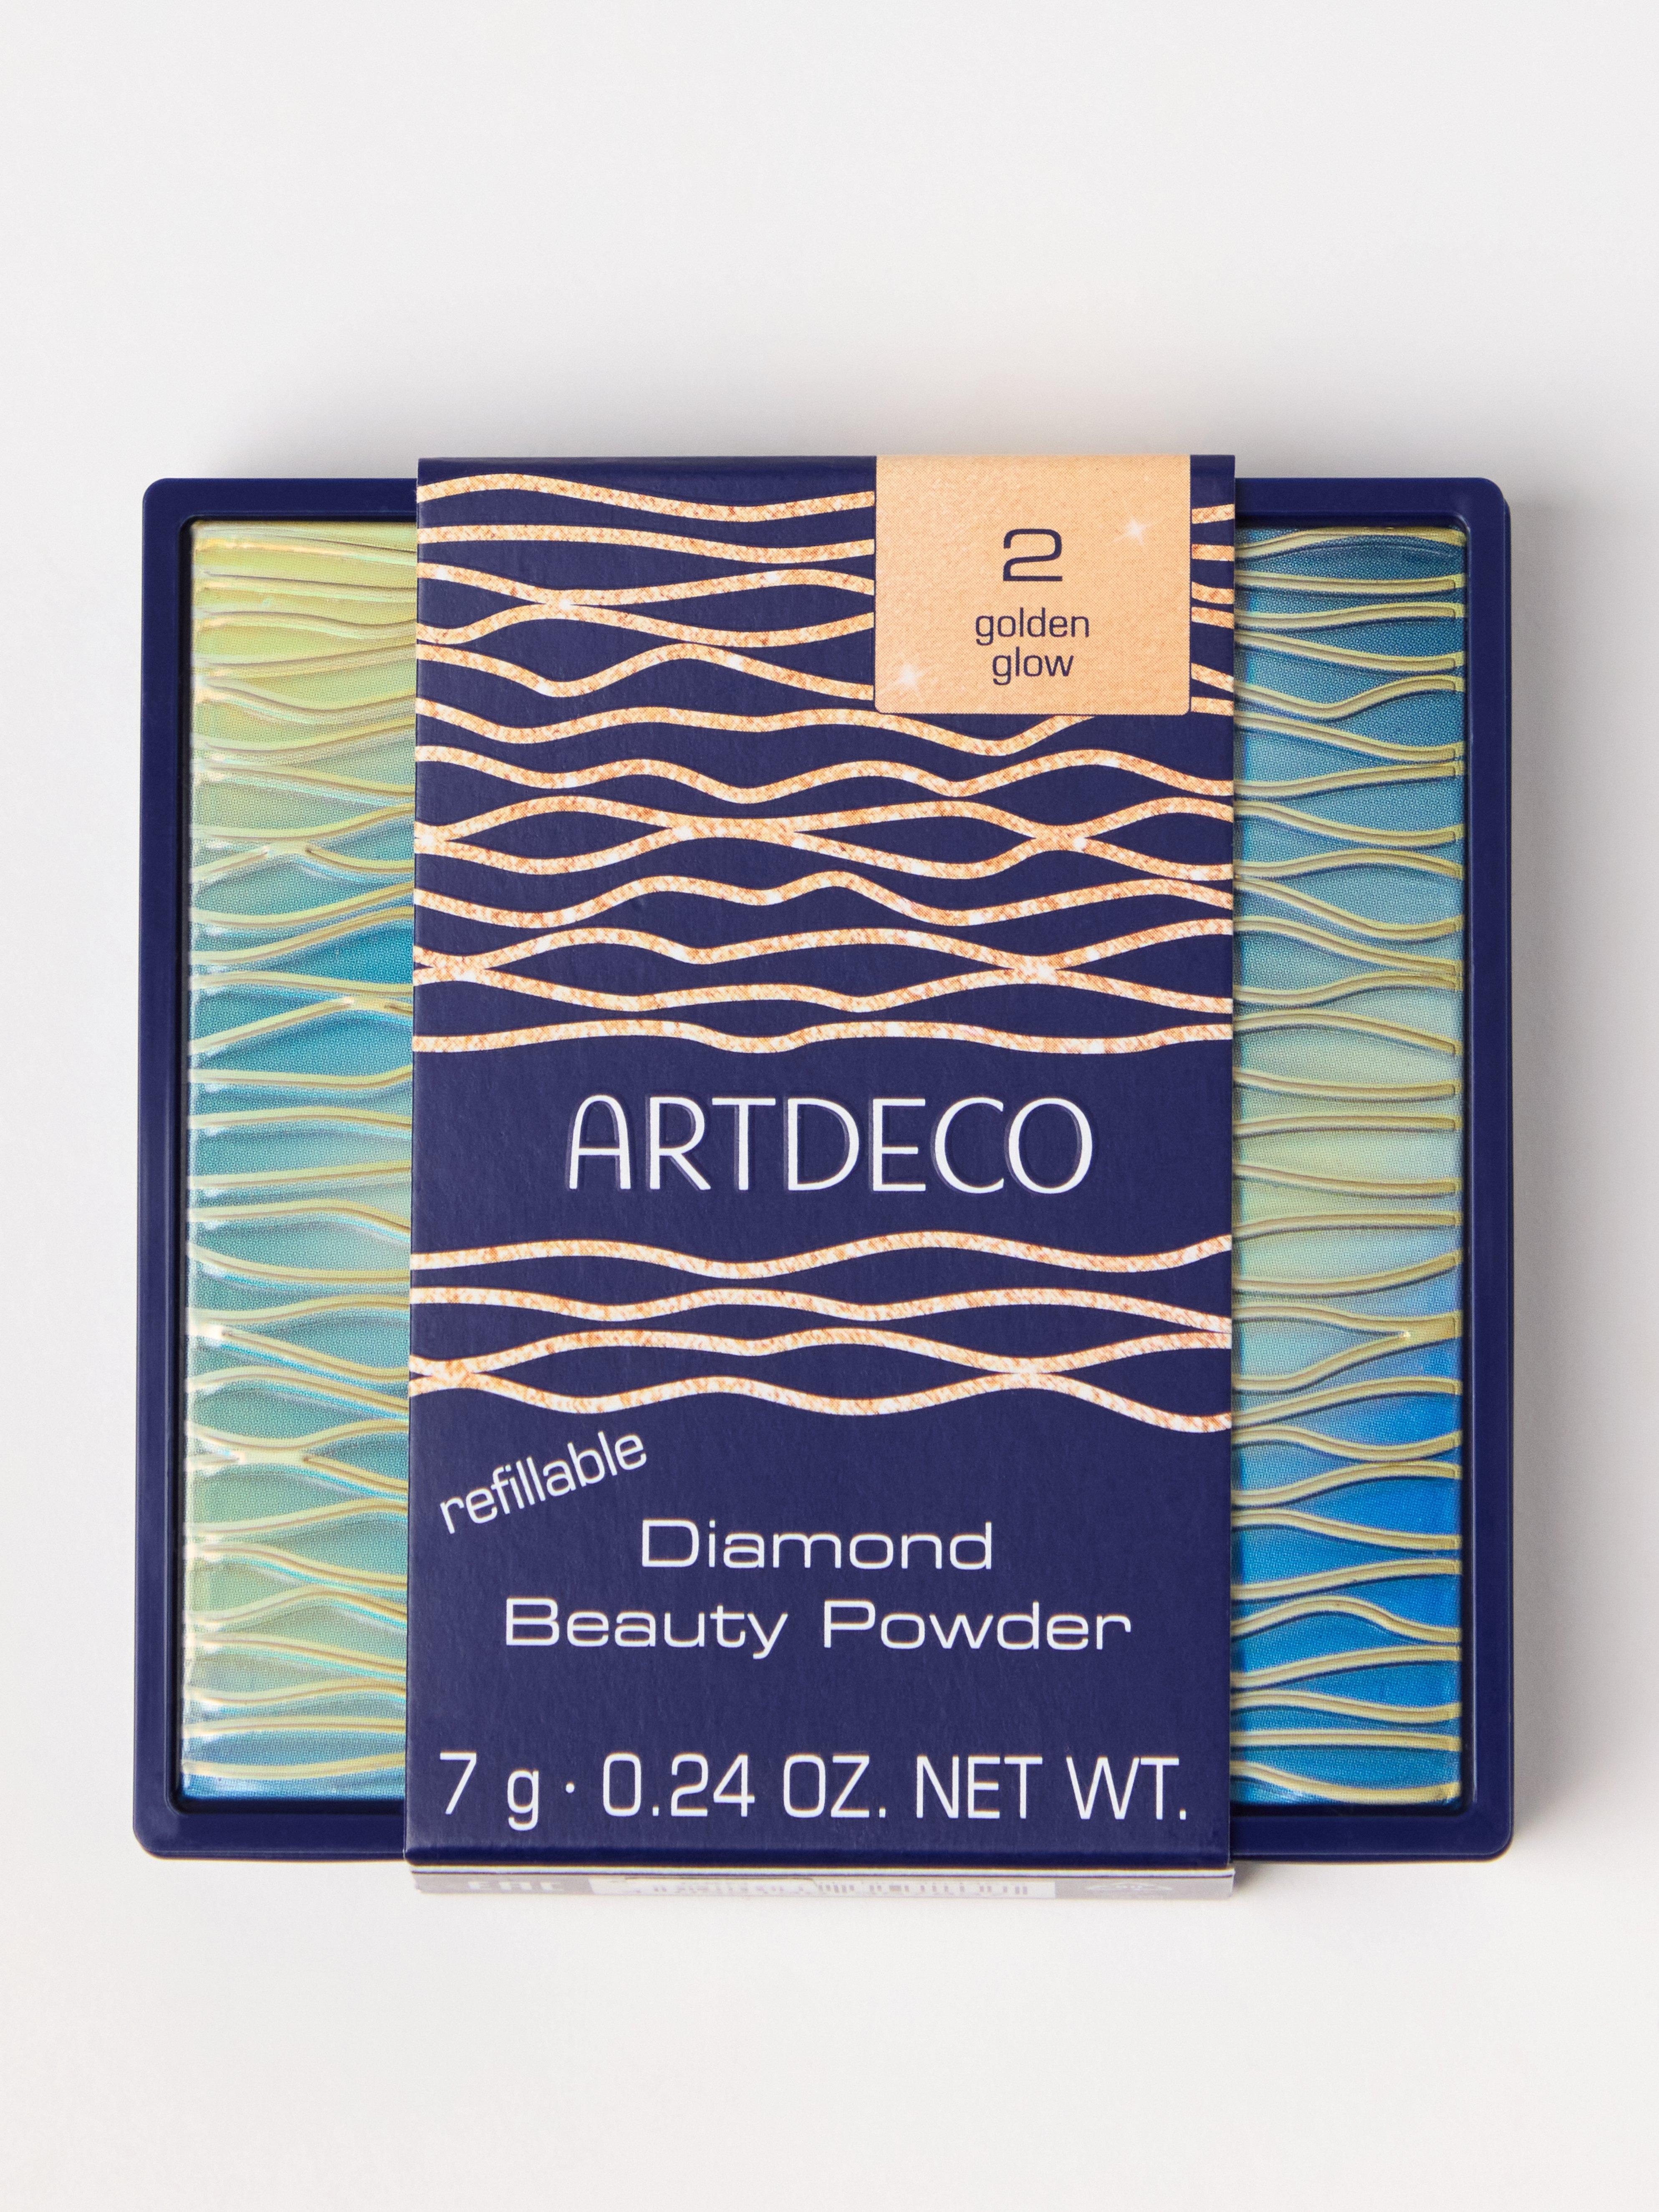 2
golden
glow
ARTDECO
refillable
Diamond
Beauty Powder
7 g · 0.24 OZ. NET WT.